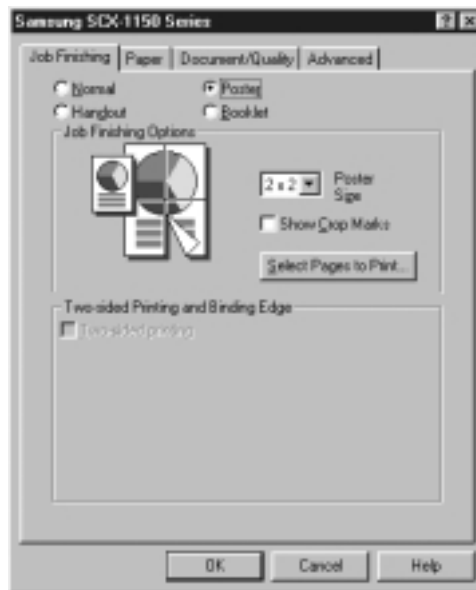 Samsung SCX-1150 Series
Job Finishing Paper Document/Quality Advanced
Normal Poster
Handout Booklet
Job Finishing Options
2 x 2 Poster Size
Show Crop Marks
Select Pages to Print...
Two-sided Printing and Binding Edge
Two-sided printing
OK Cancel Help